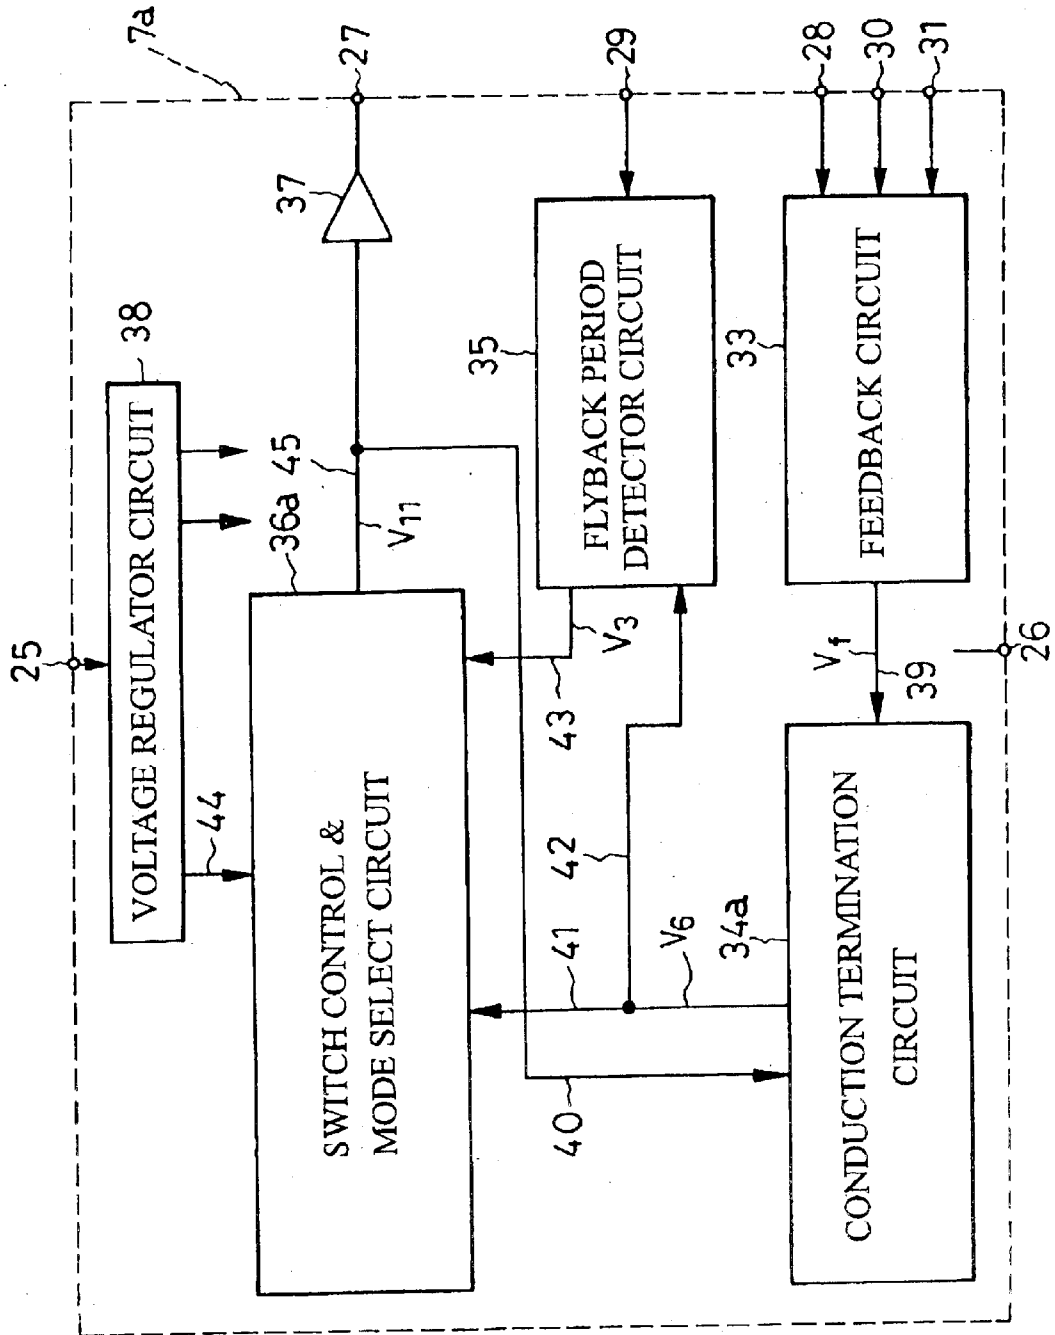 7a
25
38
VOLTAGE REGULATOR CIRCUIT
44
36a
45
37
27
SWITCH CONTROL &
MODE SELECT CIRCUIT
V11
41
42
43
V3
35
29
FLYBACK PERIOD
DETECTOR CIRCUIT
40
V6
34a
CONDUCTION TERMINATION
CIRCUIT
Vf
39
33
FEEDBACK CIRCUIT
28
30
31
26